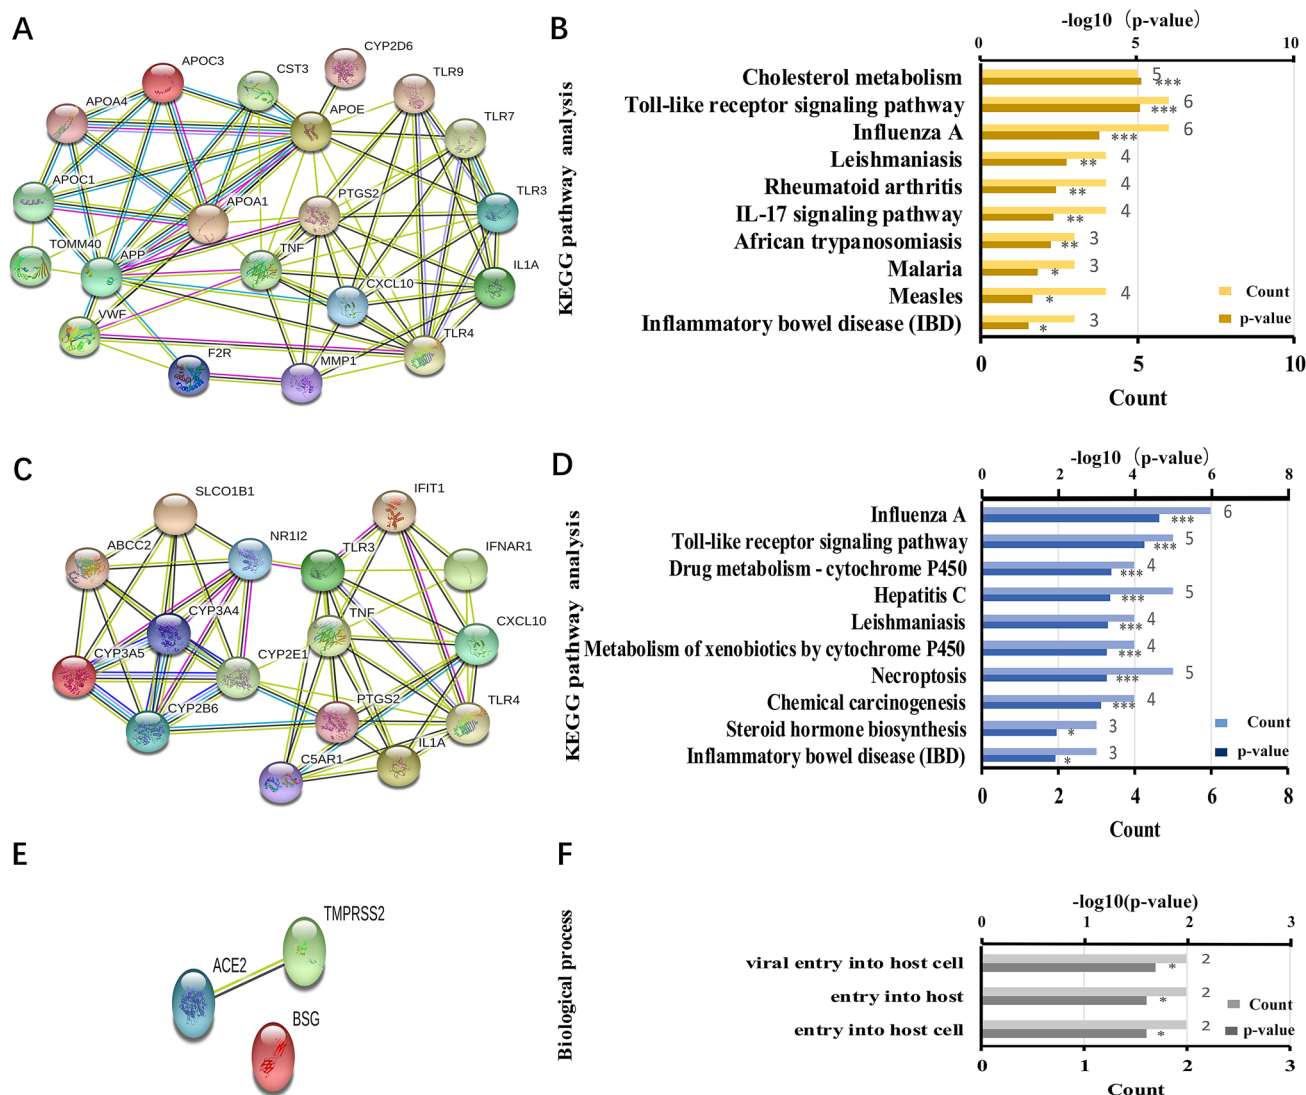 A
APOC3
CST3
CYP2D6
TLR9
APOA4
APOE
TLR7
APOC1
APOA1
PTGS2
TLR3
TOMM40
APP
TNF
IL1A
CXCL10
VWF
TLR4
F2R
MMP1
B
KEGG pathway analysis
-log10（p-value）
0 5 10
Cholesterol metabolism 5 ***
Toll-like receptor signaling pathway 6 ***
Influenza A 6 ***
Leishmaniasis 4 **
Rheumatoid arthritis 4 **
IL-17 signaling pathway 4 **
African trypanosomiasis 3 **
Malaria 3 *
Measles 4 *
Inflammatory bowel disease (IBD) 3 *
Count
p-value
0 5 10
Count
C
SLCO1B1
IFIT1
ABCC2
NR1I2
TLR3
IFNAR1
CYP3A4
TNF
CXCL10
CYP3A5
CYP2E1
CYP2B6
PTGS2
TLR4
IL1A
C5AR1
D
KEGG pathway analysis
-log10（p-value）
0 2 4 6 8
Influenza A 6 ***
Toll-like receptor signaling pathway 5 ***
Drug metabolism - cytochrome P450 4 ***
Hepatitis C 5 ***
Leishmaniasis 4 ***
Metabolism of xenobiotics by cytochrome P450 4 ***
Necroptosis 5 ***
Chemical carcinogenesis 4 ***
Steroid hormone biosynthesis 3 *
Inflammatory bowel disease (IBD) 3 *
Count
p-value
0 2 4 6 8
Count
E
TMPRSS2
ACE2
BSG
F
Biological process
-log10(p-value)
0 1 2 3
viral entry into host cell 2 *
entry into host 2 *
entry into host cell 2 *
Count
p-value
0 1 2 3
Count